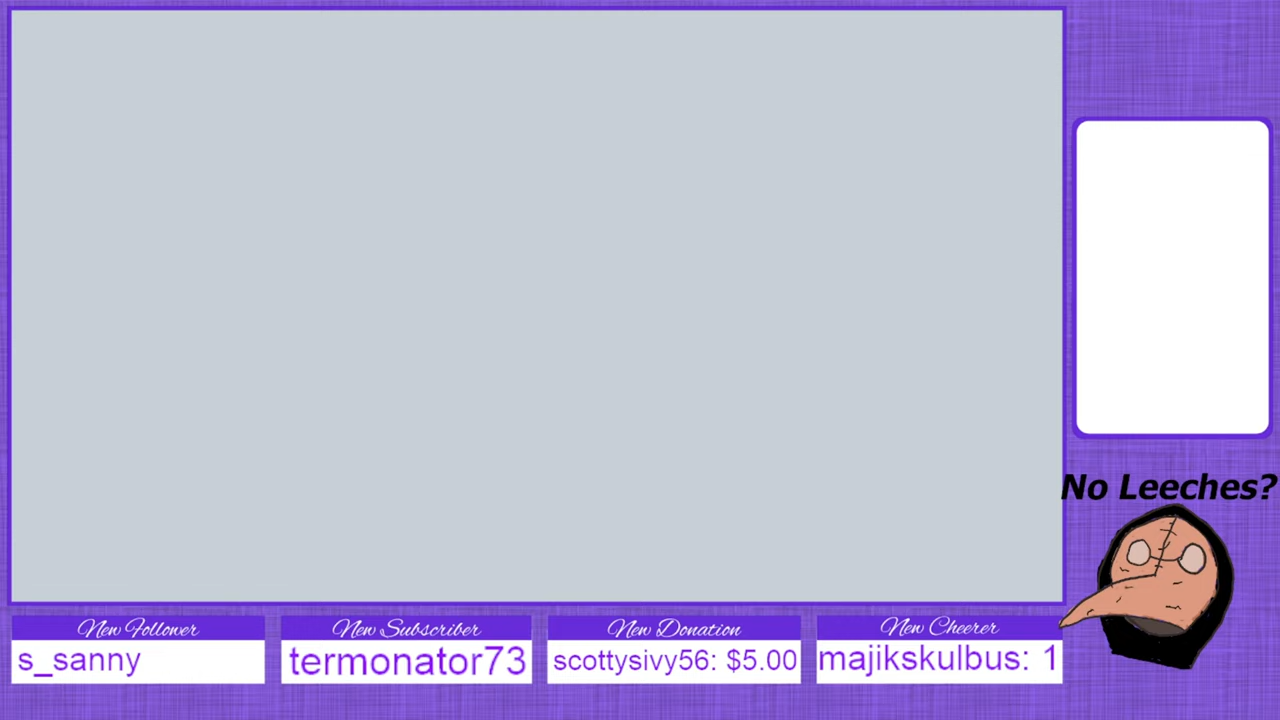 No Leeches?
New Follower
s_sanny
New Subscriber
termonator73
New Donation
scottysivy56: $5.00
New Cheerer
majikskulbus: 1